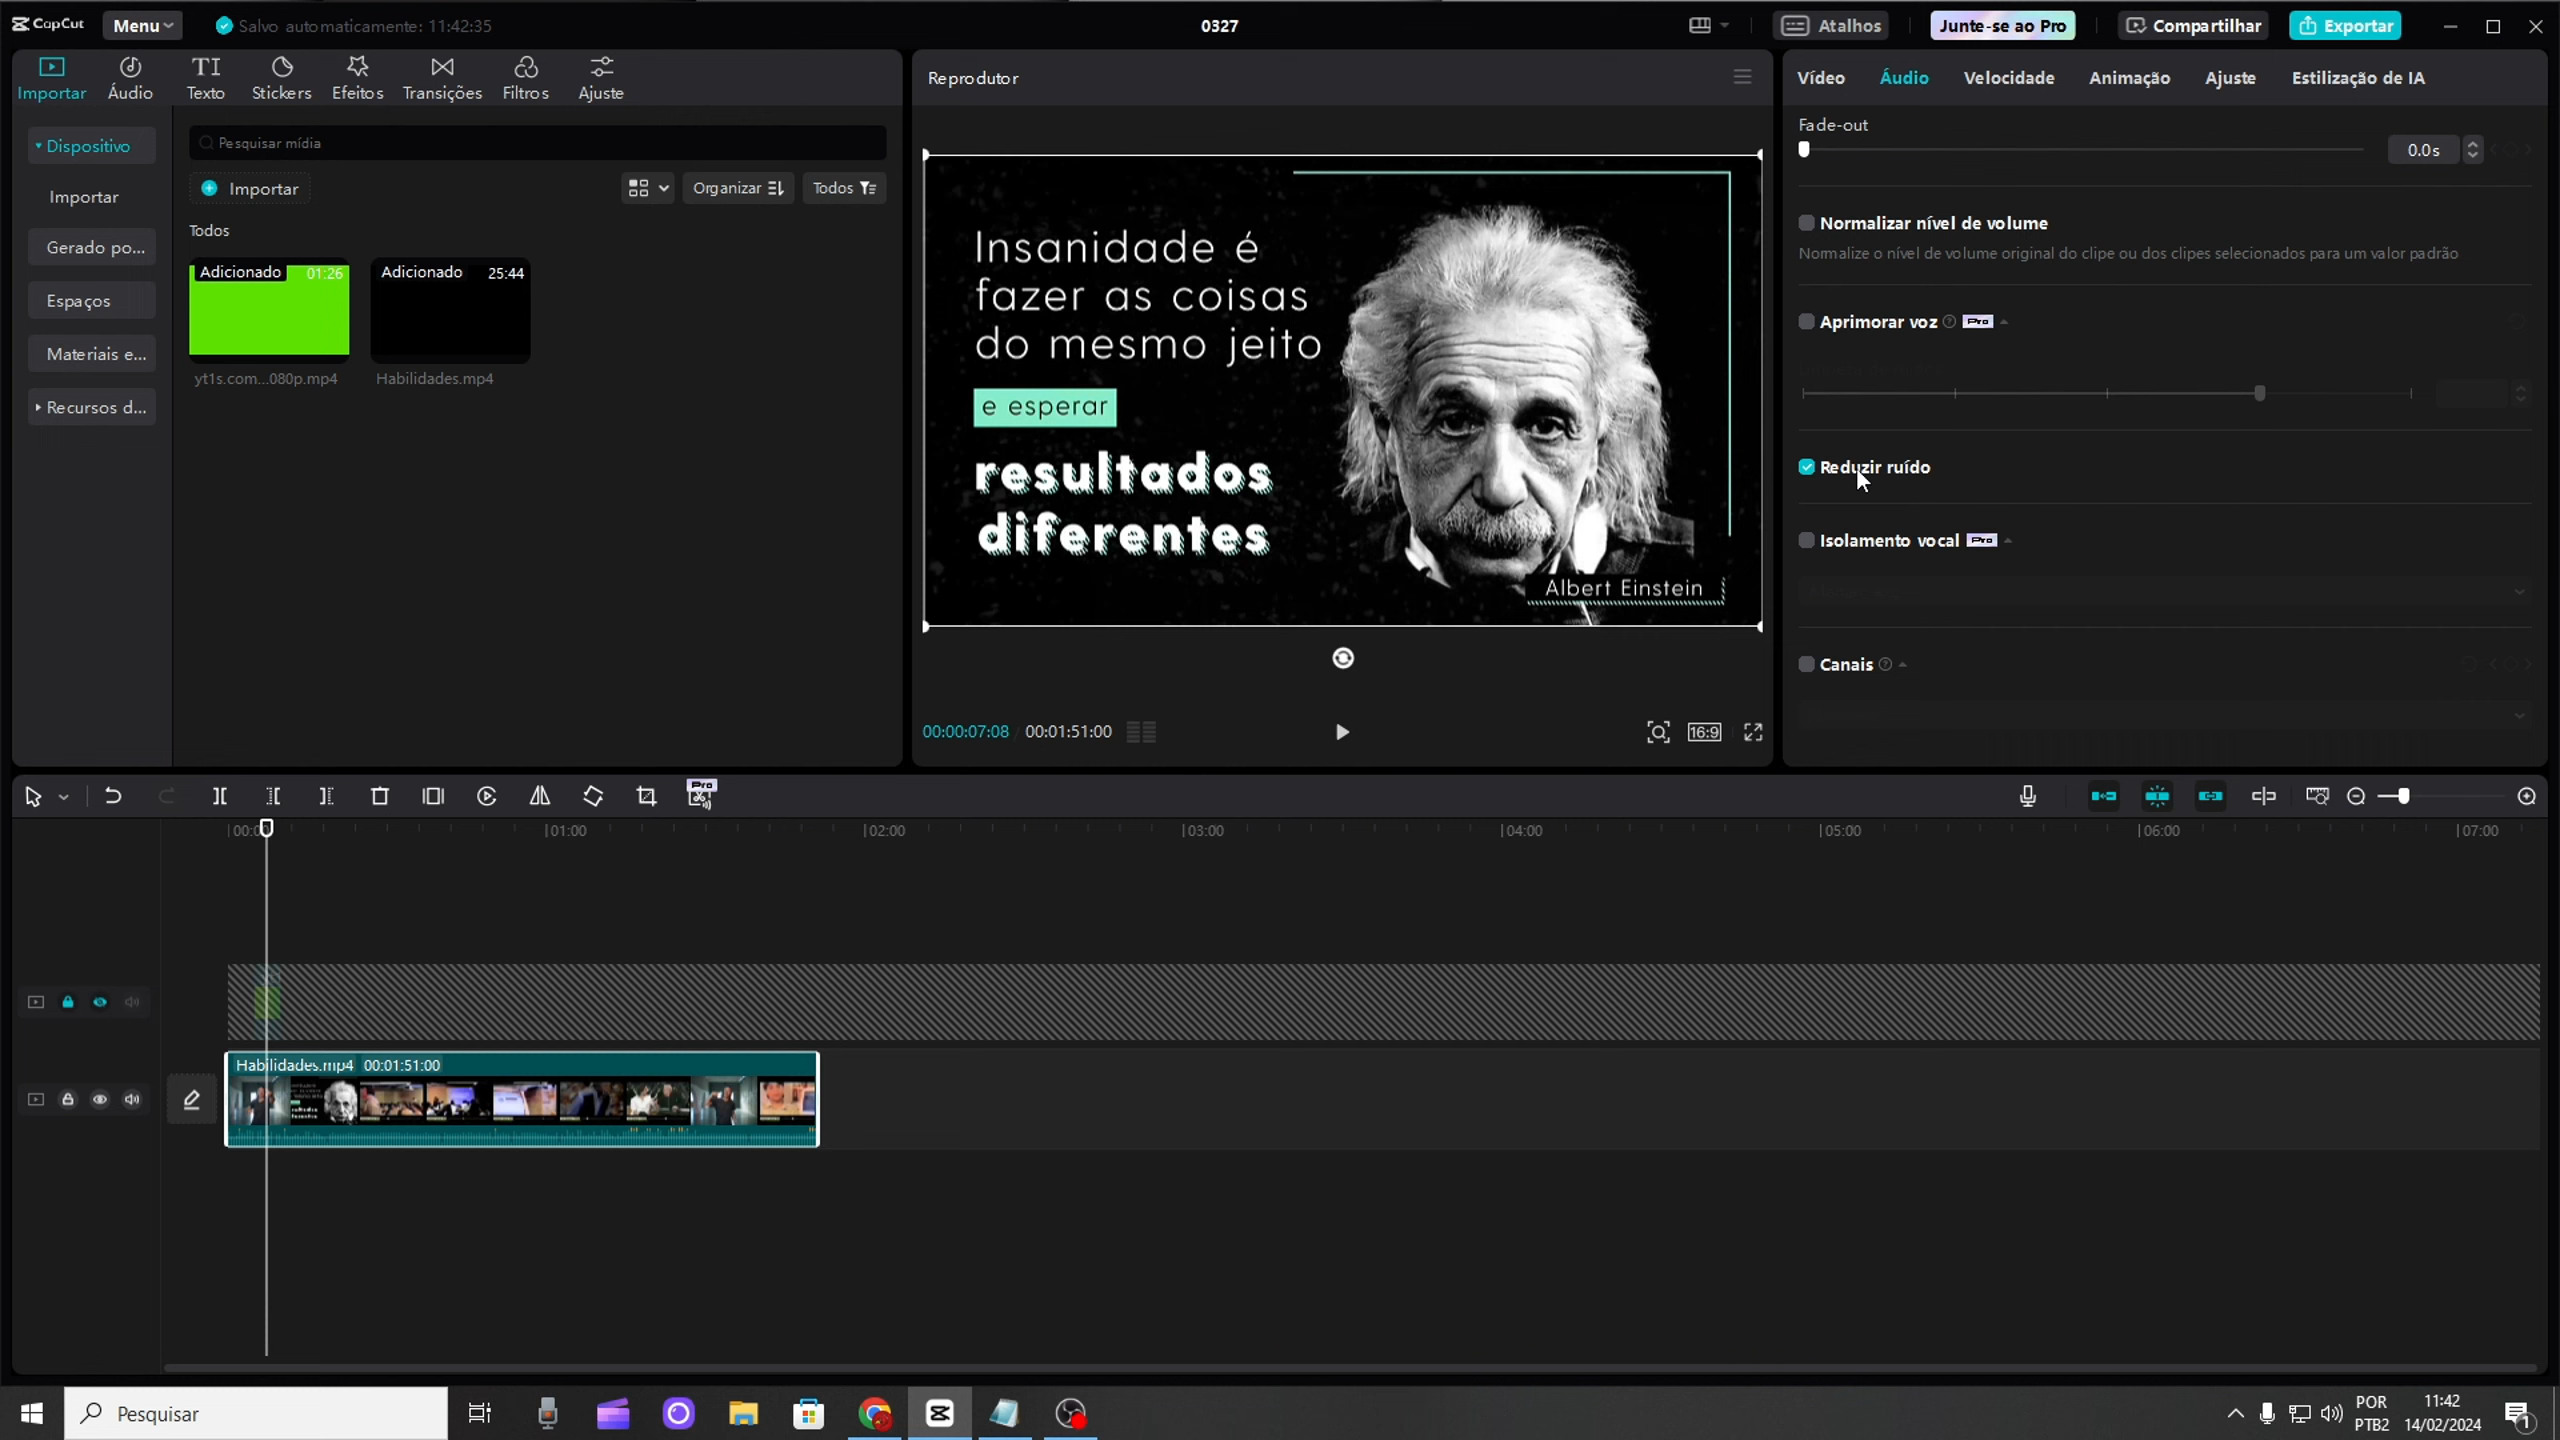 CapCut
Menu
Salvo automaticamente: 11:42:35
0327
Atalhos
Junte-se ao Pro
Compartilhar
Exportar
Importar
Áudio
Texto
Stickers
Efeitos
Transições
Filtros
Ajuste
Dispositivo
Importar
Gerado po...
Espaços
Materiais e...
Recursos d...
Pesquisar mídia
Importar
Organizar
Todos
Todos
Adicionado 01:26
yt1s.com...080p.mp4
Adicionado 25:44
Habilidades.mp4
Reprodutor
Insanidade é
fazer as coisas
do mesmo jeito
e esperar
resultados
diferentes
Albert Einstein
00:00:07:08 / 00:01:51:00
16:9
Vídeo
Áudio
Velocidade
Animação
Ajuste
Estilização de IA
Fade-out
0.0s
Normalizar nível de volume
Normalize o nível de volume original do clipe ou dos clipes selecionados para um valor padrão
Aprimorar voz Pro
Reduzir ruído
Isolamento vocal Pro
Canais
Pro
00:00
01:00
02:00
03:00
04:00
05:00
06:00
07:00
Habilidades.mp4 00:01:51:00
Pesquisar
POR
PTB2
11:42
14/02/2024
1